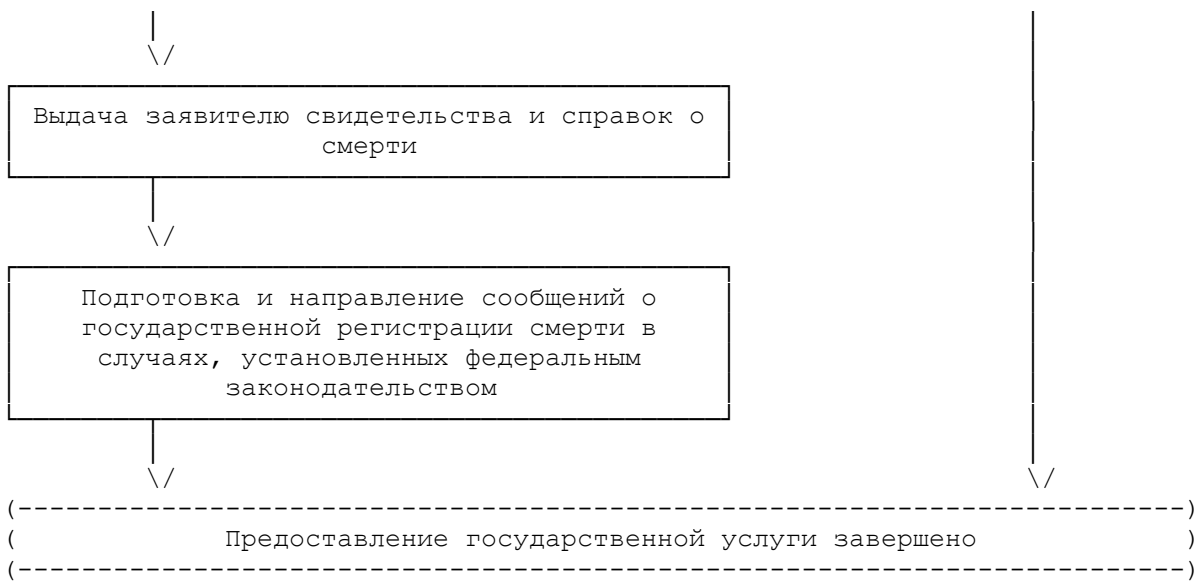 Выдача заявителю свидетельства и справок о
смерти
Подготовка и направление сообщений о
государственной регистрации смерти в
случаях, установленных федеральным
законодательством
Предоставление государственной услуги завершено